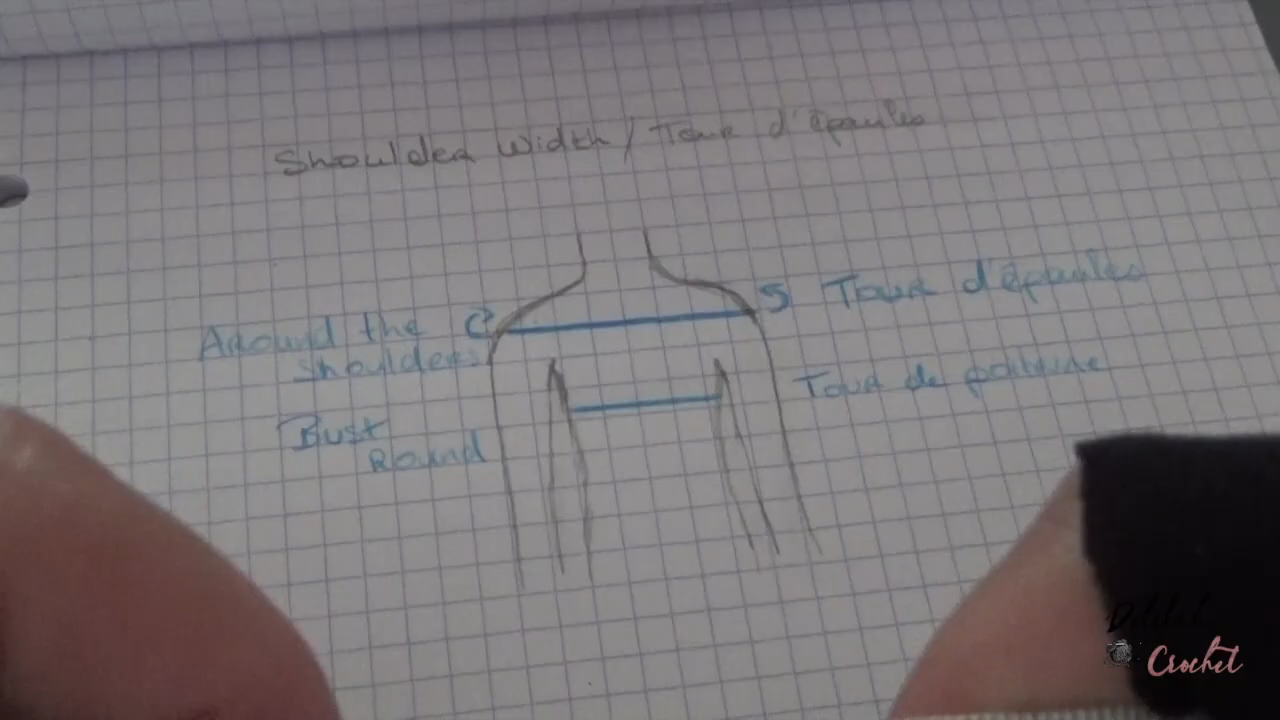 Shoulder Width / Tour d'épaules
S Tour d'épaules
Around the
shoulders
Tour de poitrine
Bust
Round
Crochet